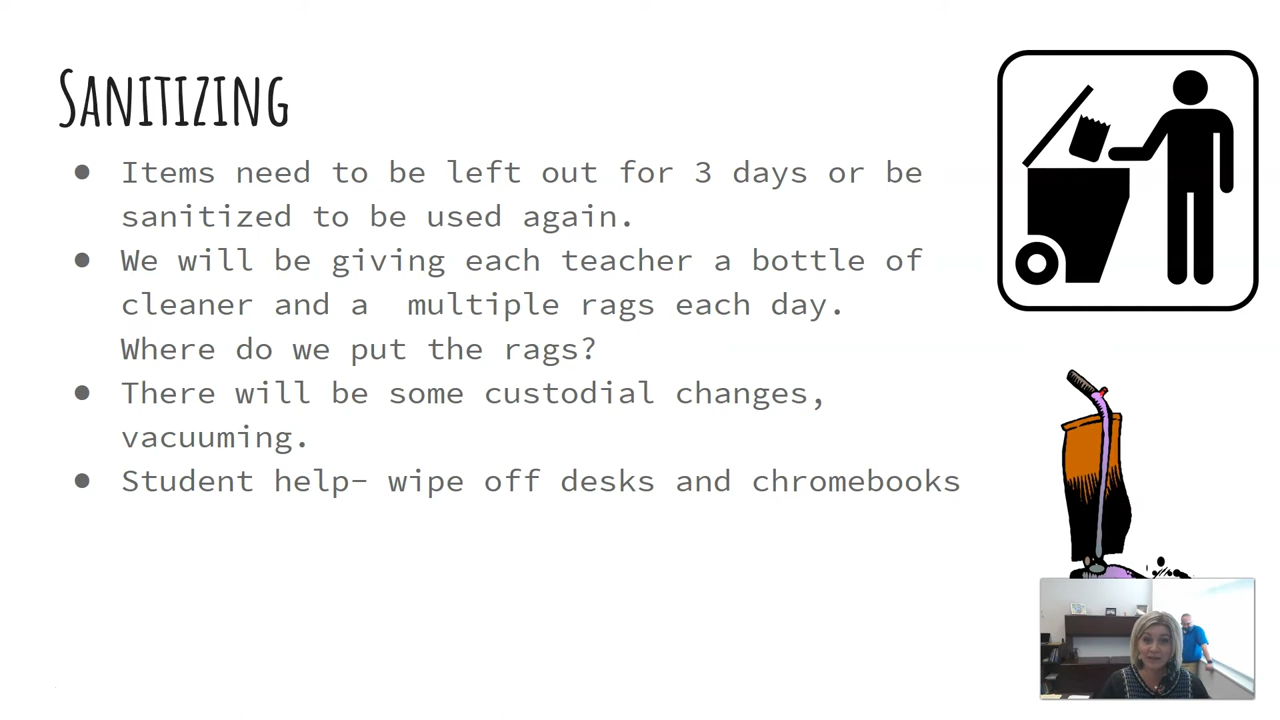 Sanitizing
● Items need to be left out for 3 days or be
sanitized to be used again.
● We will be giving each teacher a bottle of
cleaner and a  multiple rags each day.
Where do we put the rags?
● There will be some custodial changes,
vacuuming.
● Student help- wipe off desks and chromebooks